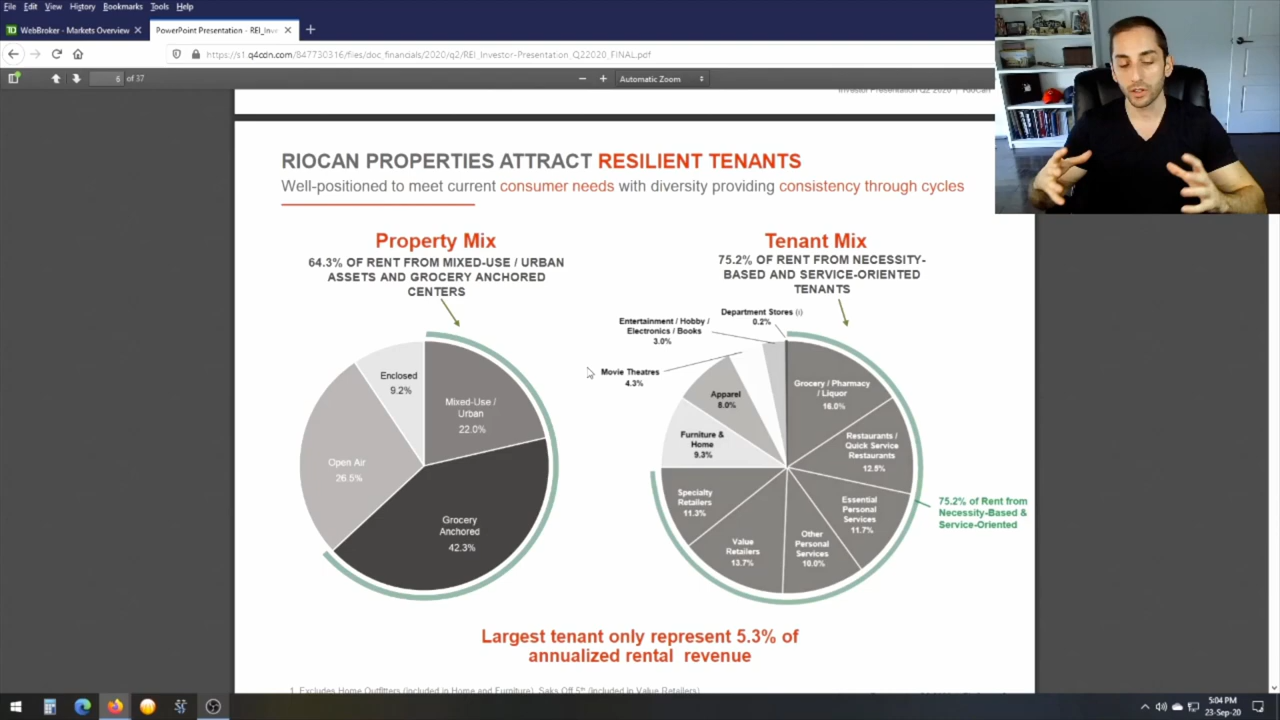 File Edit View History Bookmarks Tools Help
WebBroker - Markets Overview
PowerPoint Presentation - REI_Inv
https://s1.q4cdn.com/847730316/files/doc_financials/2020/q2/REI_Investor-Presentation_Q22020_FINAL.pdf
6 of 37
Automatic Zoom
Investor Presentation Q2 2020 | RioCan
RIOCAN PROPERTIES ATTRACT RESILIENT TENANTS
Well-positioned to meet current consumer needs with diversity providing consistency through cycles
Property Mix
64.3% OF RENT FROM MIXED-USE / URBAN
ASSETS AND GROCERY ANCHORED
CENTERS
Enclosed
9.2%
Mixed-Use /
Urban
22.0%
Open Air
26.5%
Grocery
Anchored
42.3%
Tenant Mix
75.2% OF RENT FROM NECESSITY-
BASED AND SERVICE-ORIENTED
TENANTS
Department Stores (i)
0.2%
Entertainment / Hobby /
Electronics / Books
3.0%
Movie Theatres
4.3%
Apparel
8.0%
Furniture &
Home
9.3%
Grocery / Pharmacy
/ Liquor
16.0%
Restaurants /
Quick Service
Restaurants
12.5%
Essential
Personal
Services
11.7%
Other
Personal
Services
10.0%
Value
Retailers
13.7%
Specialty
Retailers
11.3%
75.2% of Rent from
Necessity-Based &
Service-Oriented
Largest tenant only represent 5.3% of
annualized rental revenue
1. Excludes Home Outfitters (included in Home and Furniture), Saks Off 5th (included in Value Retailers)
5:04 PM
23-Sep-20